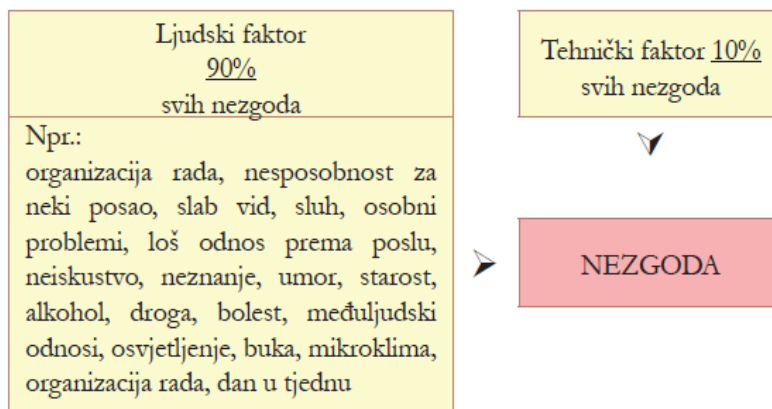 Ljudski faktor
90%
svih nezgoda
Npr.:
organizacija rada, nesposobnost za
neki posao, slab vid, sluh, osobni
problemi, loš odnos prema poslu,
neiskustvo, neznanje, umor, starost,
alkohol, droga, bolest, međuljudski
odnosi, osvjetljenje, buka, mikroklima,
organizacija rada, dan u tjednu
Tehnički faktor 10%
svih nezgoda
NEZGODA